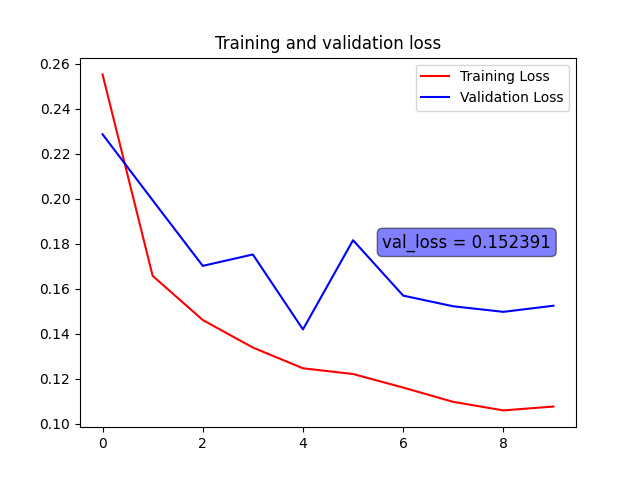 Training and validation loss
Training Loss
Validation Loss
val_loss = 0.152391
0.26
0.24
0.22
0.20
0.18
0.16
0.14
0.12
0.10
0 2 4 6 8